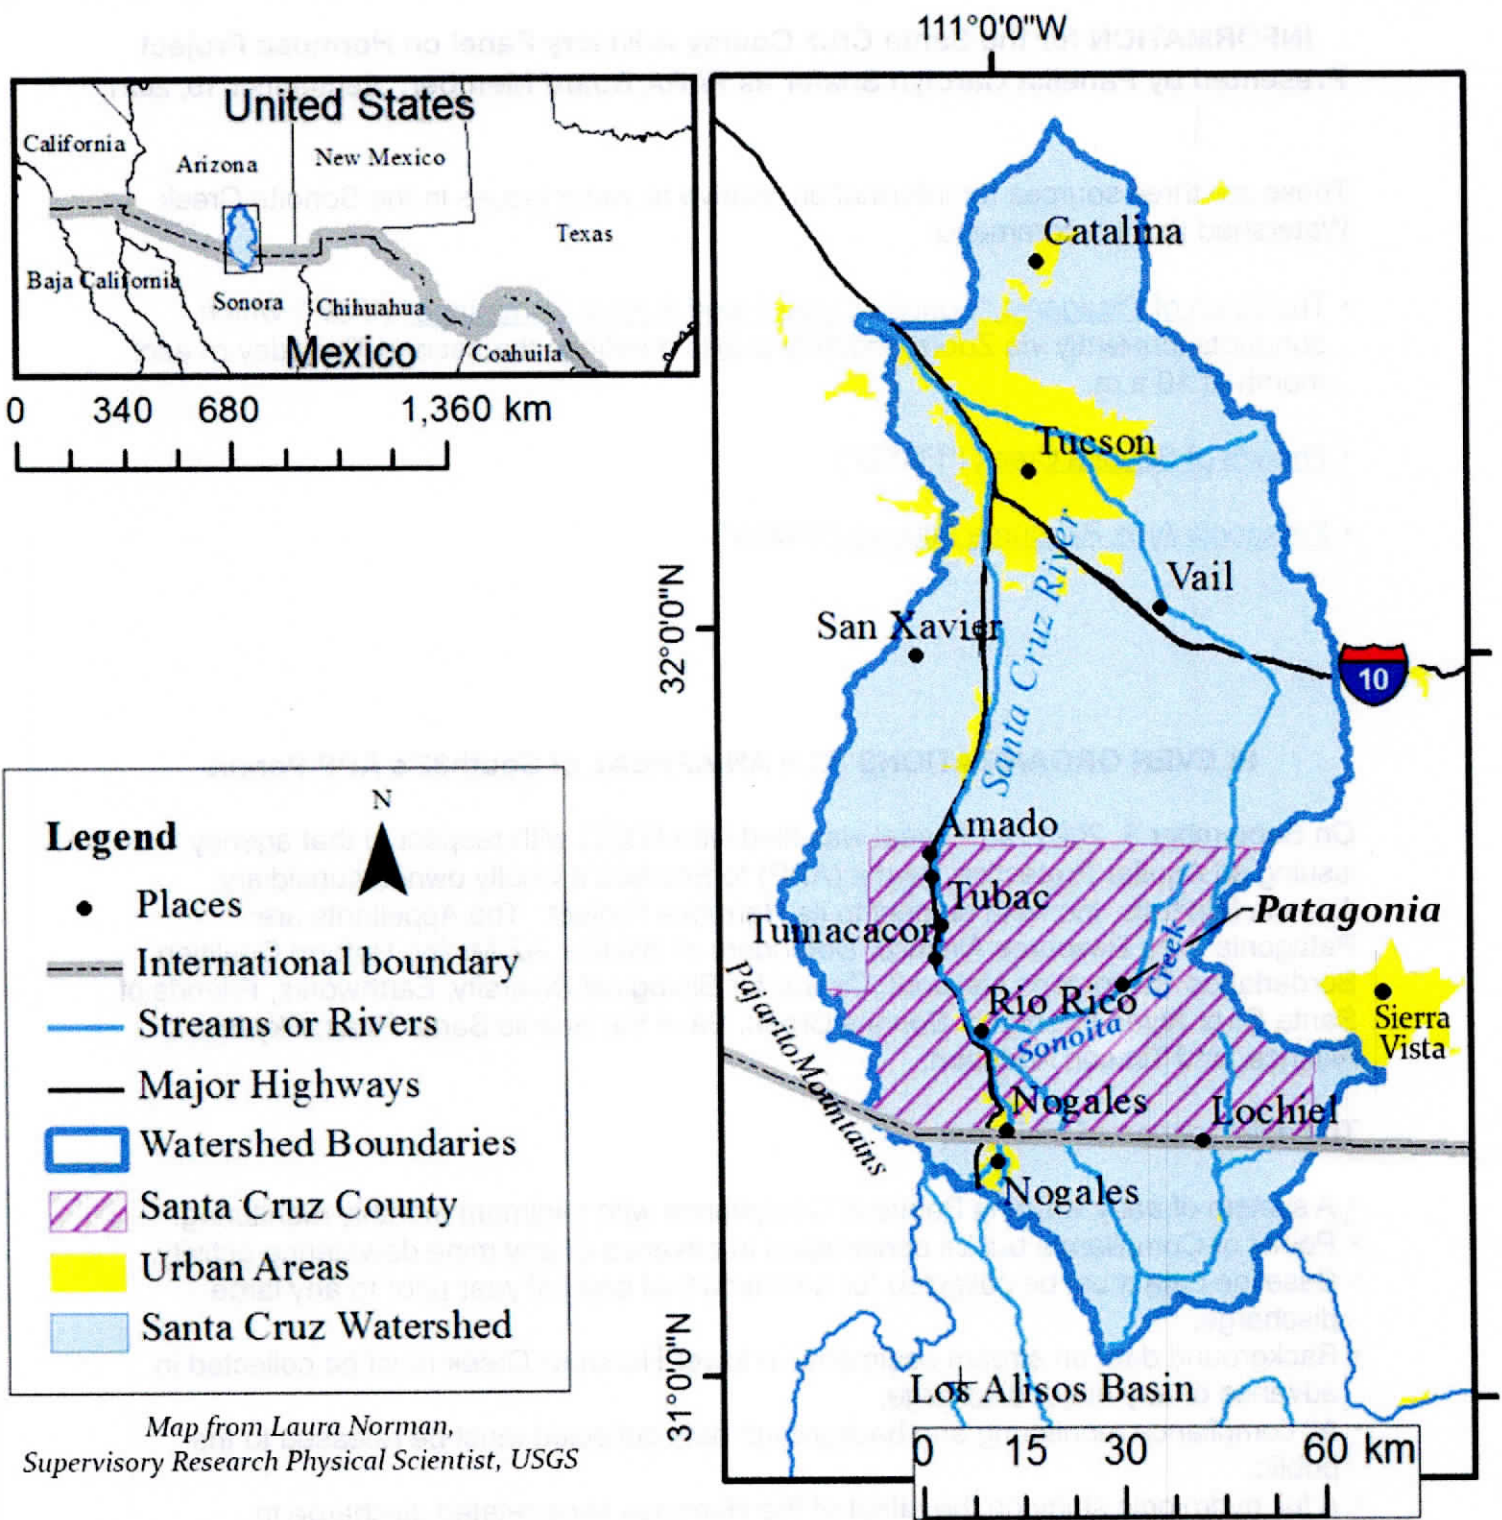 111°0'0"W
United States
California
Arizona
New Mexico
Texas
Baja California
Sonora
Chihuahua
Coahuila
Mexico
0 340 680 1,360 km
Catalina
Tucson
Vail
San Xavier
Santa Cruz River
32°0'0"N
10
Amado
Tubac
Tumacacori
Patagonia
Rio Rico
Sonoita Creek
Sierra
Vista
Pajarito Mountains
Nogales
Lochiel
Nogales
Los Alisos Basin
31°0'0"N
0 15 30 60 km
Legend
N
Places
International boundary
Streams or Rivers
Major Highways
Watershed Boundaries
Santa Cruz County
Urban Areas
Santa Cruz Watershed
Map from Laura Norman
Supervisory Research Physical Scientist, USGS